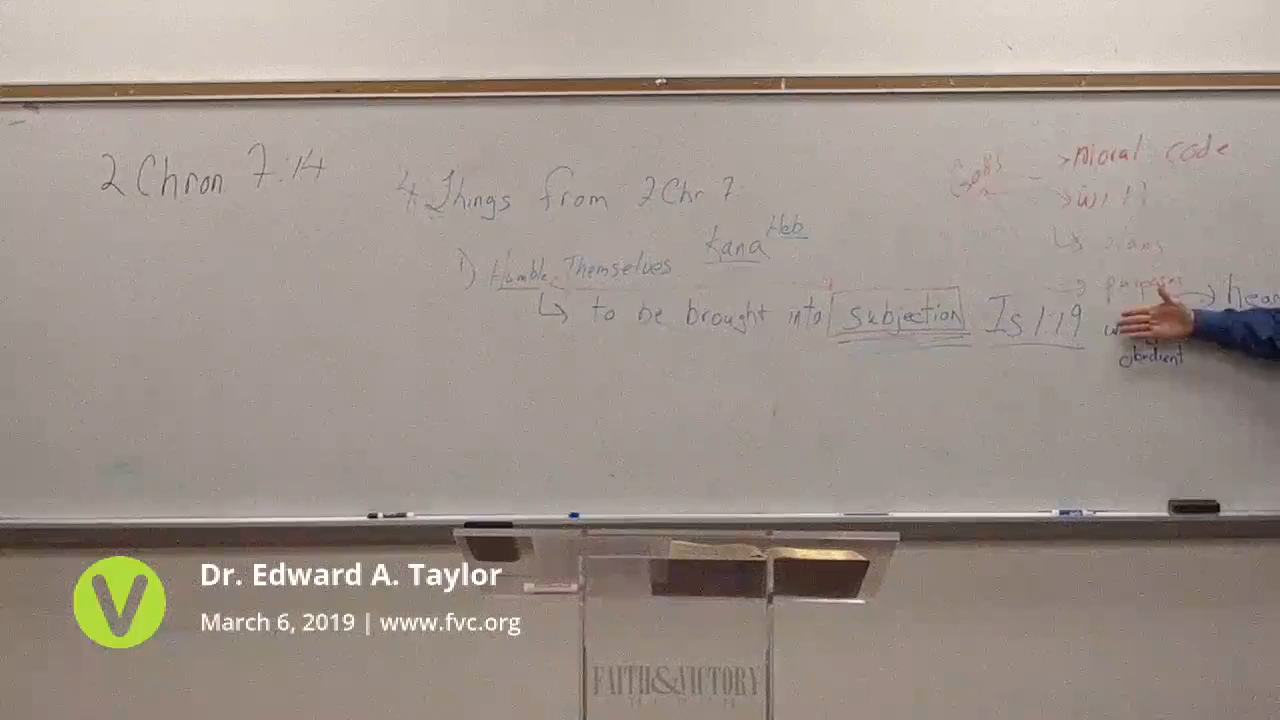 2 Chron 7:14
4 Things from 2 Chr 7
1) Humble Themselves Kana Heb
↳ to be brought into subjection Is 1:19
God's → Moral code
→ will
↳ plans
→ purposes
→ hear
obedient
Dr. Edward A. Taylor
March 6, 2019 | www.fvc.org
V
FAITH&VICTORY